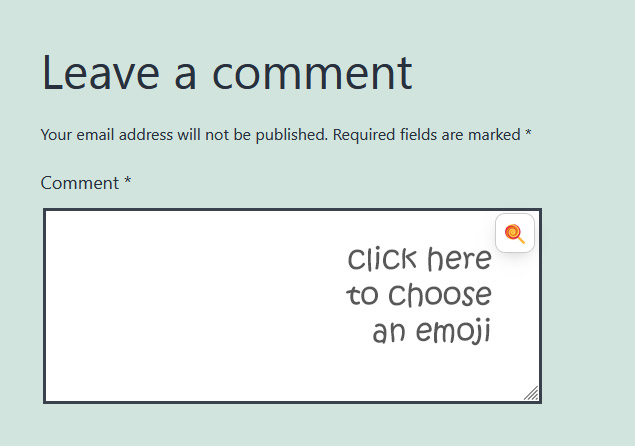 Leave a comment
Your email address will not be published. Required fields are marked *
Comment *
click here
to choose
an emoji